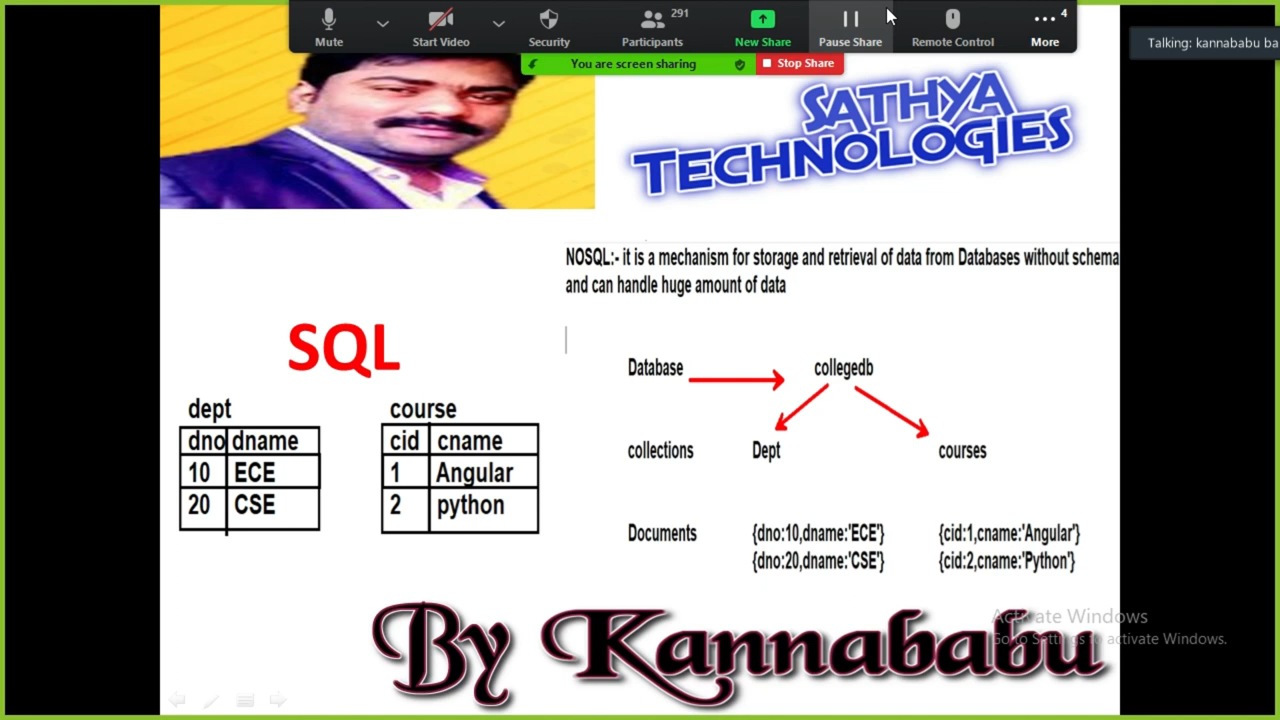 Mute
Start Video
Security
Participants
291
New Share
Pause Share
Remote Control
More
4
Talking: kannababu ba
You are screen sharing
Stop Share
SATHYA
TECHNOLOGIES
NOSQL:- it is a mechanism for storage and retrieval of data from Databases without schema
and can handle huge amount of data
SQL
dept
dno dname
10 ECE
20 CSE
course
cid cname
1 Angular
2 python
Database collegedb
collections Dept courses
Documents {dno:10,dname:'ECE'} {cid:1,cname:'Angular'}
{dno:20,dname:'CSE'} {cid:2,cname:'Python'}
By Kannababu
Activate Windows
Go to Settings to activate Windows.